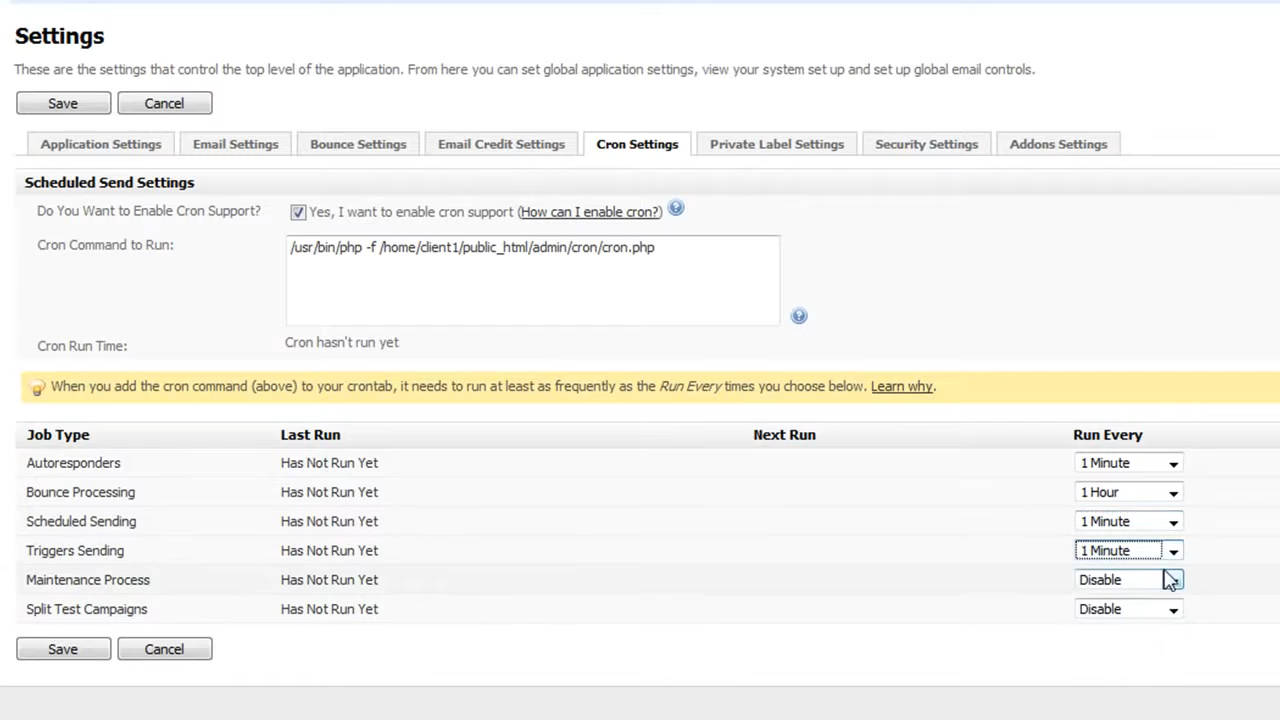 Settings
These are the settings that control the top level of the application. From here you can set global application settings, view your system set up and set up global email controls.
Save Cancel
Application Settings Email Settings Bounce Settings Email Credit Settings Cron Settings Private Label Settings Security Settings Addons Settings
Scheduled Send Settings
Do You Want to Enable Cron Support? Yes, I want to enable cron support (How can I enable cron?)
Cron Command to Run: /usr/bin/php -f /home/client1/public_html/admin/cron/cron.php
Cron Run Time: Cron hasn't run yet
When you add the cron command (above) to your crontab, it needs to run at least as frequently as the Run Every times you choose below. Learn why.
Job Type Last Run Next Run Run Every
Autoresponders Has Not Run Yet 1 Minute
Bounce Processing Has Not Run Yet 1 Hour
Scheduled Sending Has Not Run Yet 1 Minute
Triggers Sending Has Not Run Yet 1 Minute
Maintenance Process Has Not Run Yet Disable
Split Test Campaigns Has Not Run Yet Disable
Save Cancel